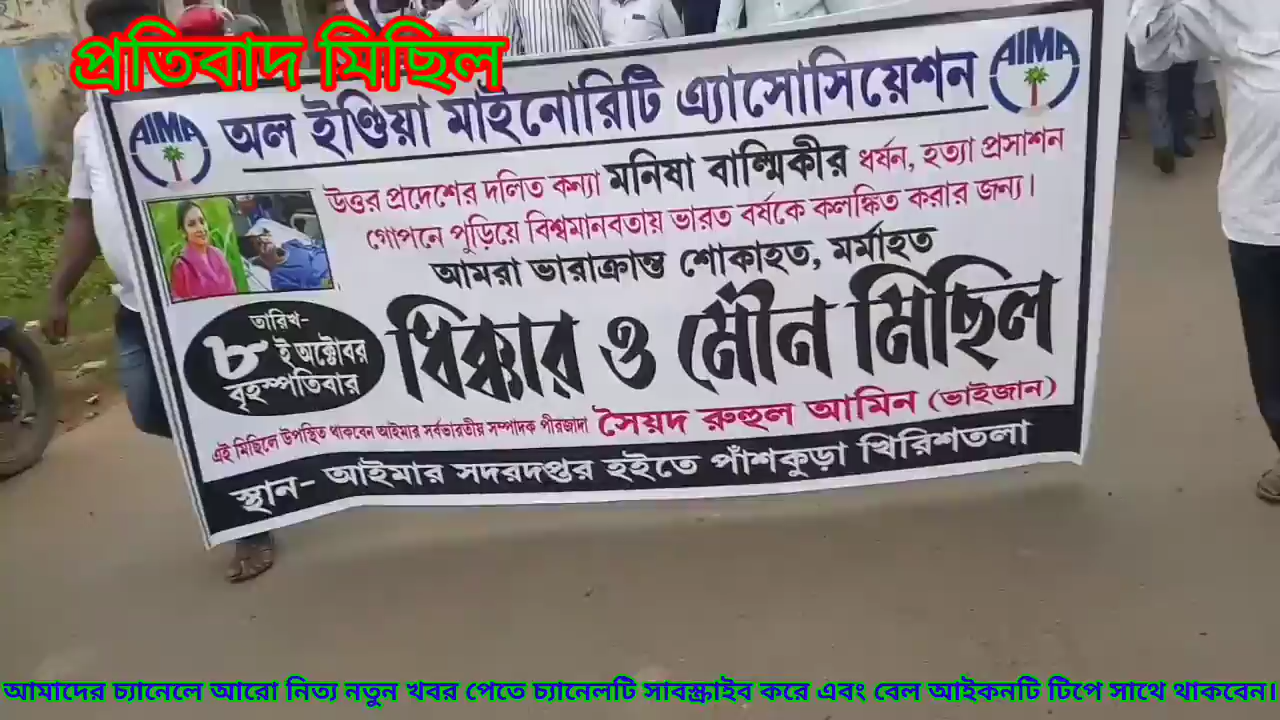 প্রতিবাদ মিছিল
AIMA
অল ইণ্ডিয়া মাইনোরিটি এ্যাসোসিয়েশন
AIMA
উত্তর প্রদেশের দলিত কন্যা মনিষা বাল্মিকীর ধর্ষন, হত্যা প্রসাশন
গোপনে পুড়িয়ে বিশ্বমানবতায় ভারত বর্ষকে কলঙ্কিত করার জন্য।
আমরা ভারাক্রান্ত শোকাহত, মর্মাহত
তারিখ-
৮ ই অক্টোবর
বৃহস্পতিবার
ধিক্কার ও মৌন মিছিল
এই মিছিলে উপস্থিত থাকবেন আইমার সর্বভারতীয় সম্পাদক পীরজাদা সৈয়দ রুহুল আমিন (ভাইজান)
স্থান- আইমার সদরদপ্তর হইতে পাঁশকুড়া খিরিশতলা
আমাদের চ্যানেলে আরো নিত্য নতুন খবর পেতে চ্যানেলটি সাবস্ক্রাইব করে এবং বেল আইকনটি টিপে সাথে থাকবেন।